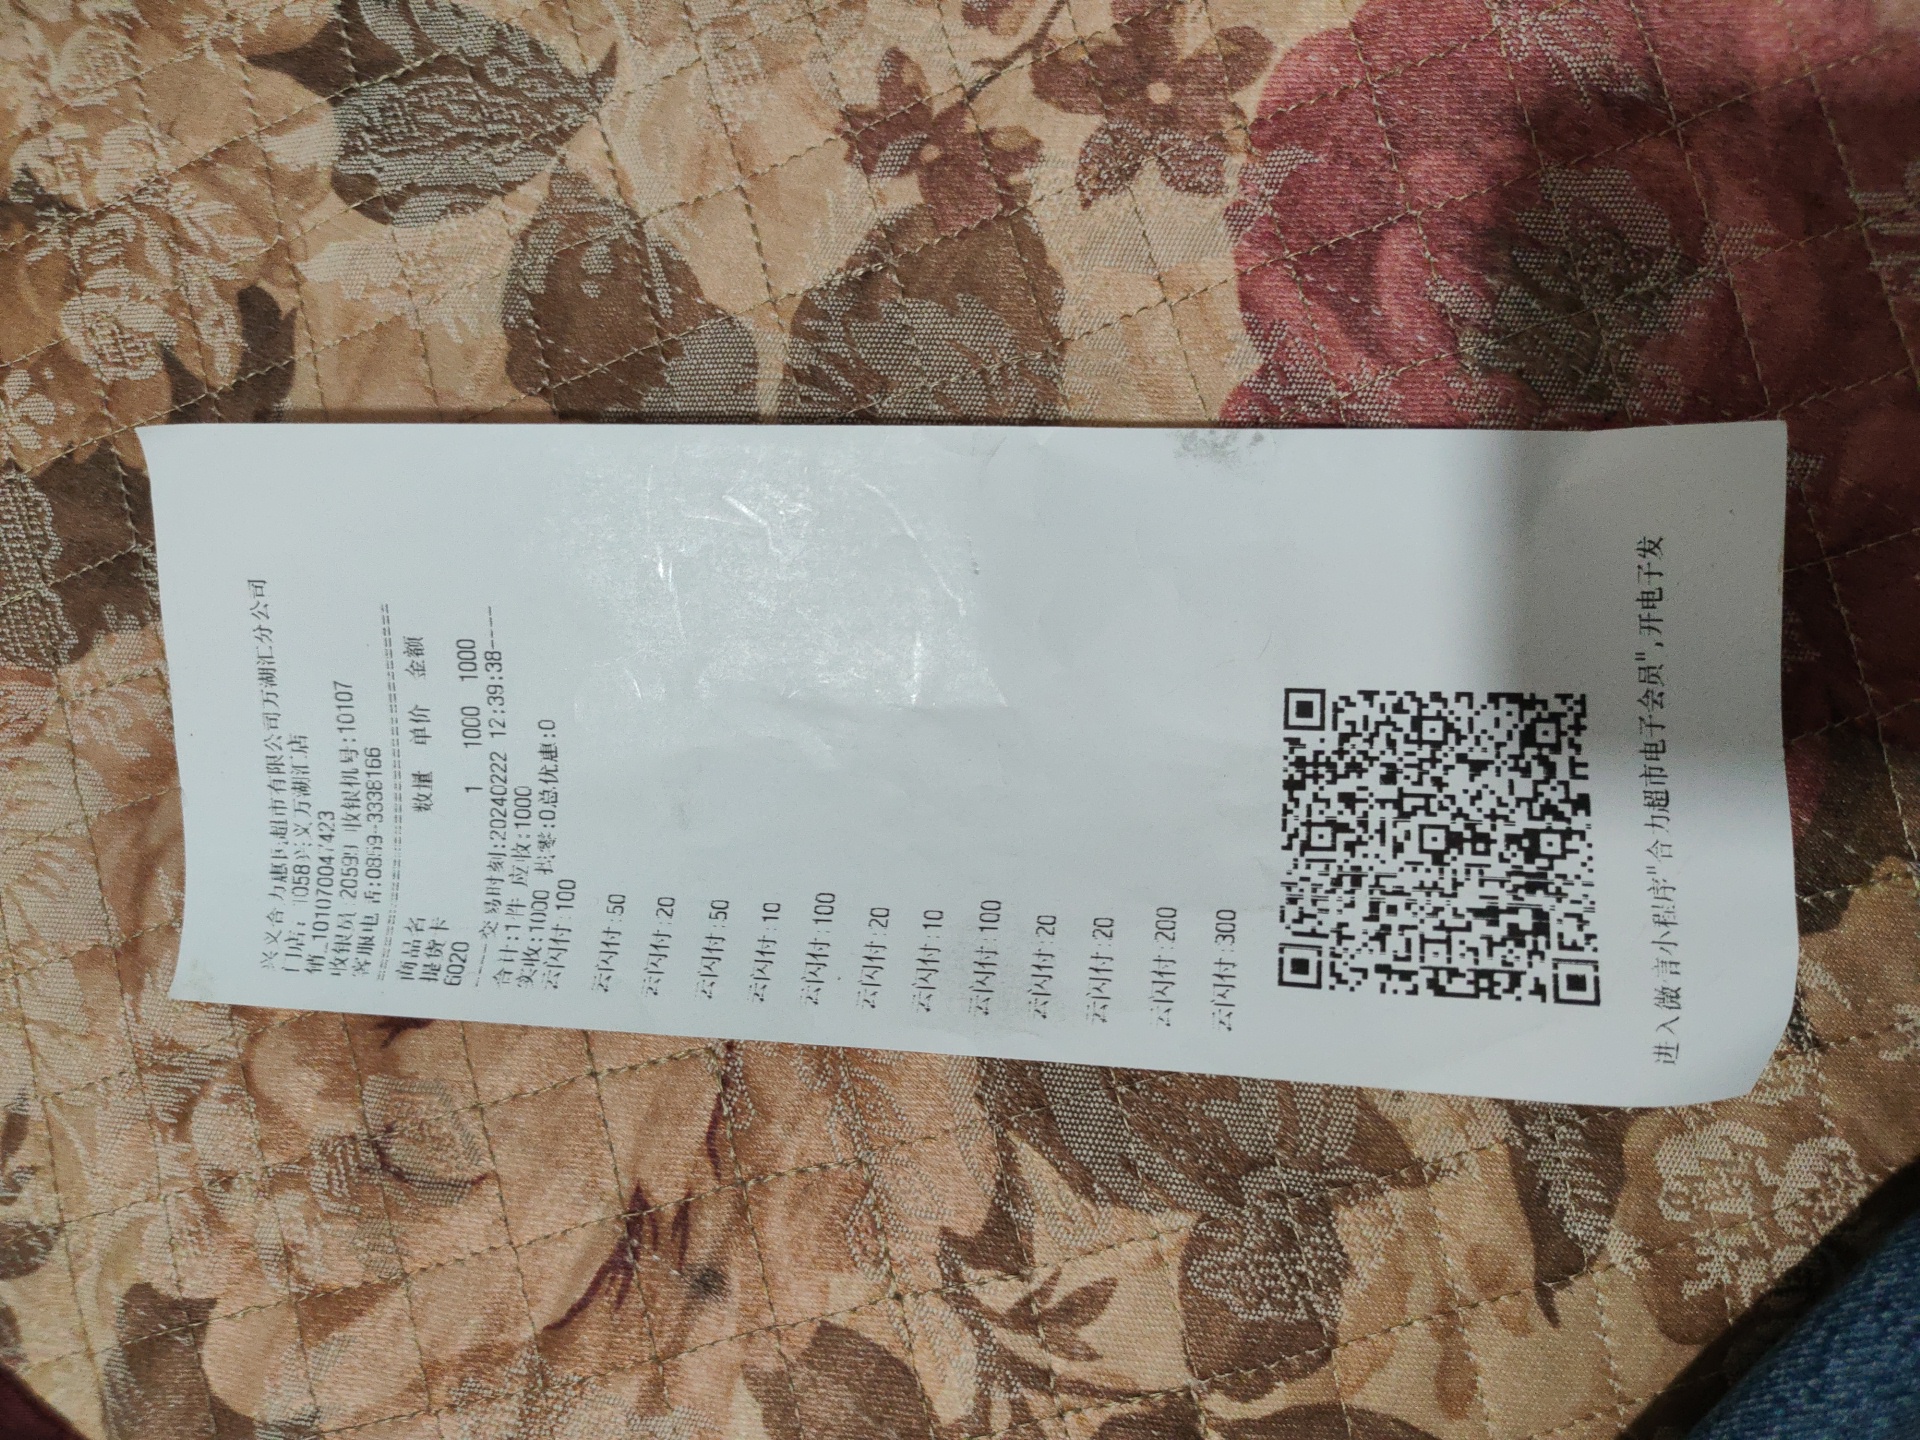 兴义合力惠民超市有限公司万湖汇分公司
门店: 1058兴义万湖汇店
销_101070047423
收银员 20599 收银机号:10107
客服电话:0859-3338166
================================
商品名 数量 单价 金额
提货卡
6020 1 1000 1000
----交易时刻:20240222 12:39:38----
合计:1件 应收:1000
实收:1000 找零:0总优惠:0
云闪付:100
云闪付:50
云闪付:20
云闪付:50
云闪付:10
云闪付:100
云闪付:20
云闪付:10
云闪付:100
云闪付:20
云闪付:20
云闪付:200
云闪付:300
进入微信小程序"合力超市电子会员",开电子发